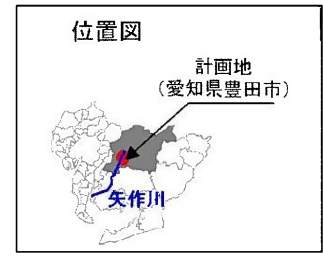 位置図
計画地
（愛知県豊田市）
矢作川